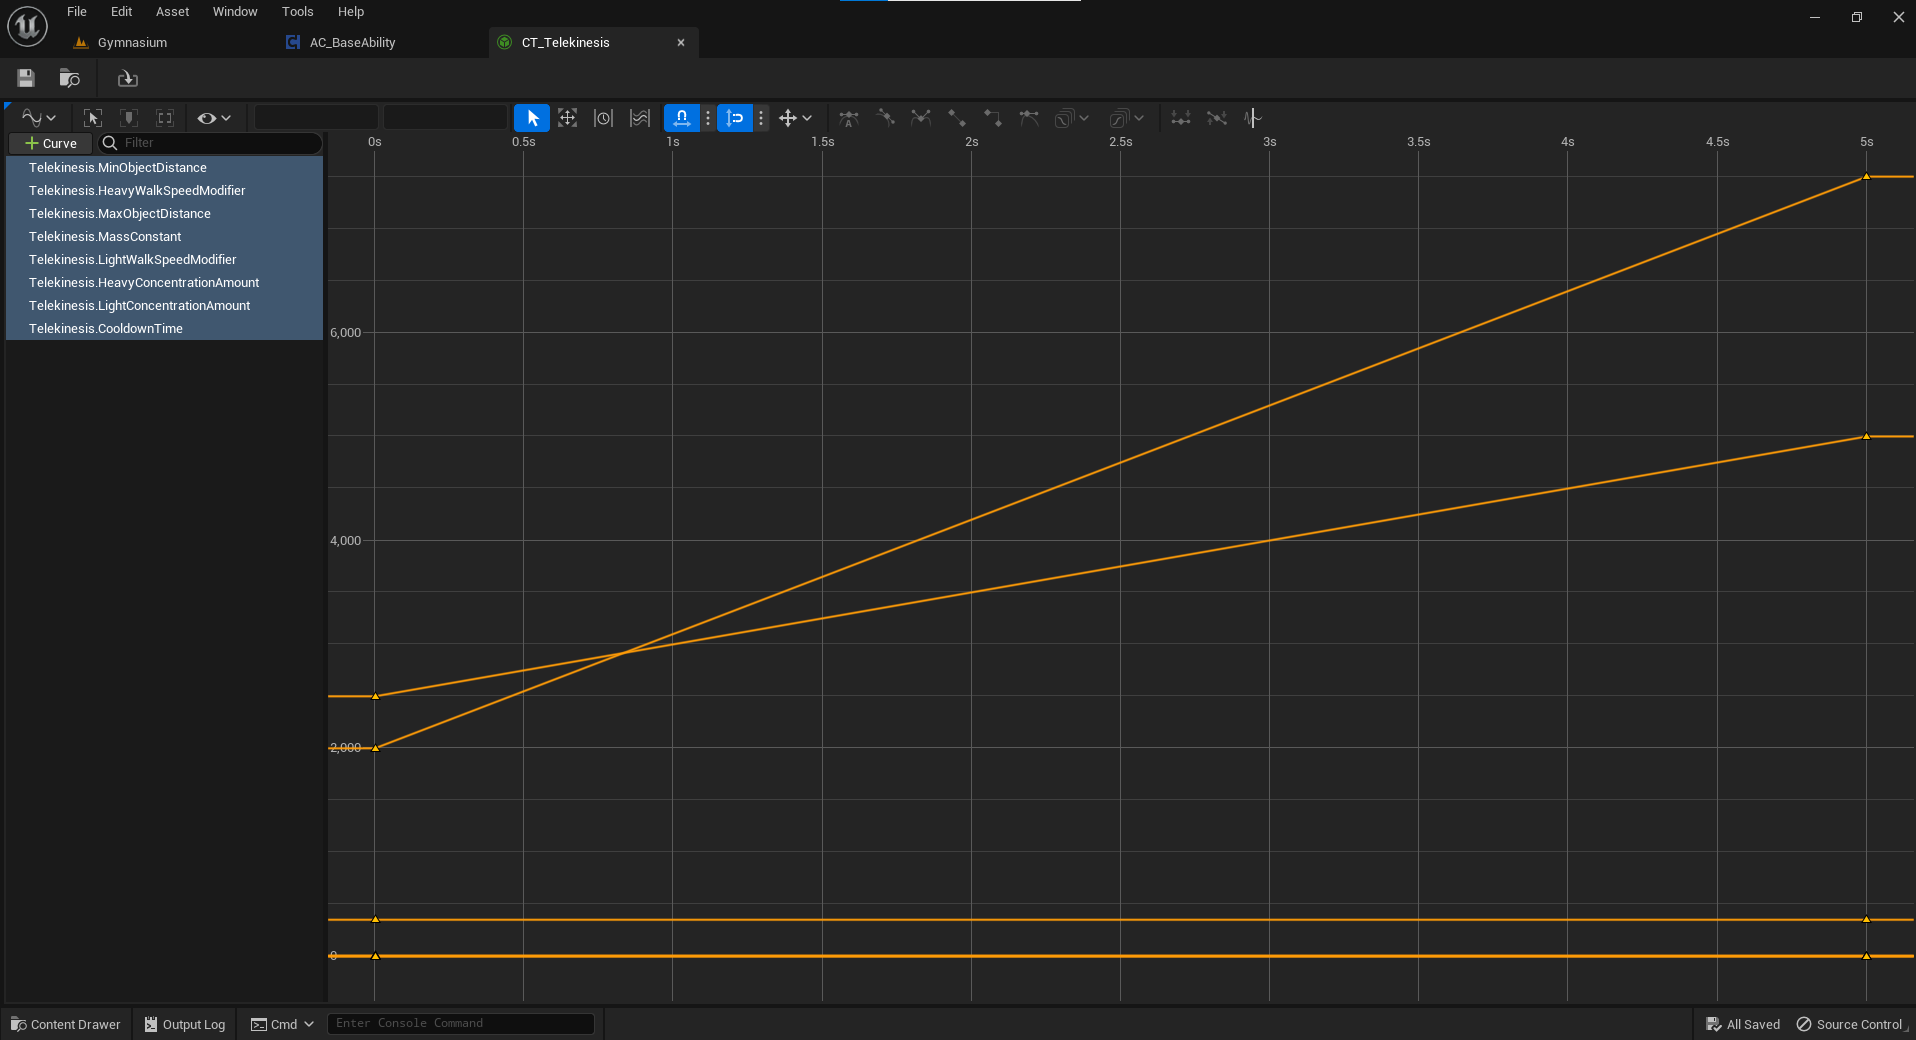 File Edit Asset Window Tools Help
Gymnasium AC_BaseAbility CT_Telekinesis
Curve Filter
0s 0.5s 1s 1.5s 2s 2.5s 3s 3.5s 4s 4.5s 5s
Telekinesis.MinObjectDistance
Telekinesis.HeavyWalkSpeedModifier
Telekinesis.MaxObjectDistance
Telekinesis.MassConstant
Telekinesis.LightWalkSpeedModifier
Telekinesis.HeavyConcentrationAmount
Telekinesis.LightConcentrationAmount
Telekinesis.CooldownTime
6,000
4,000
2,000
0
Content Drawer Output Log Cmd Enter Console Command All Saved Source Control